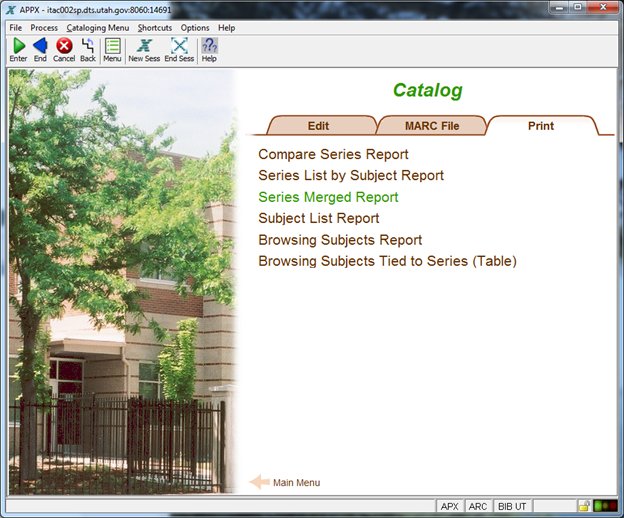 APPX - itac002sp.dts.utah.gov:8060:14691
File Process Cataloging Menu Shortcuts Options Help
Enter End Cancel Back Menu New Sess End Sess Help
Catalog
Edit MARC File Print
Compare Series Report
Series List by Subject Report
Series Merged Report
Subject List Report
Browsing Subjects Report
Browsing Subjects Tied to Series (Table)
Main Menu
APX ARC BIB UT